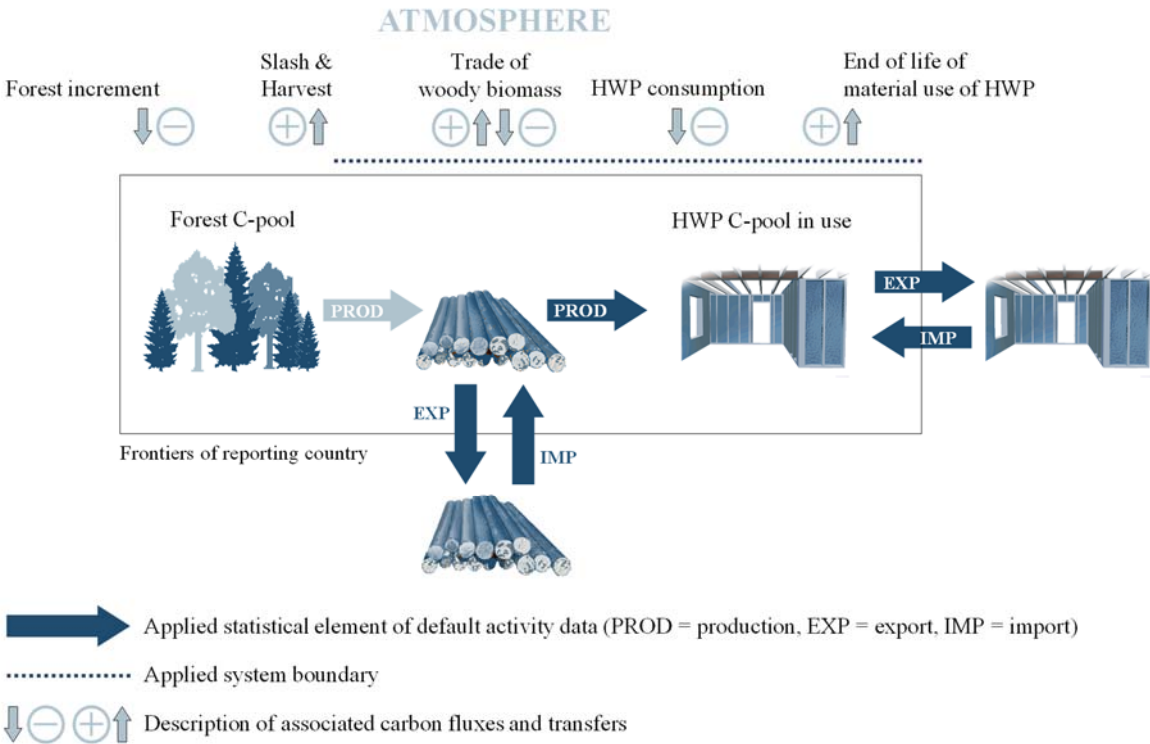 ATMOSPHERE
Forest increment
Slash &
Harvest
Trade of
woody biomass
HWP consumption
End of life of
material use of HWP
Forest C-pool
HWP C-pool in use
PROD
PROD
EXP
IMP
EXP
IMP
Frontiers of reporting country
Applied statistical element of default activity data (PROD = production, EXP = export, IMP = import)
Applied system boundary
Description of associated carbon fluxes and transfers